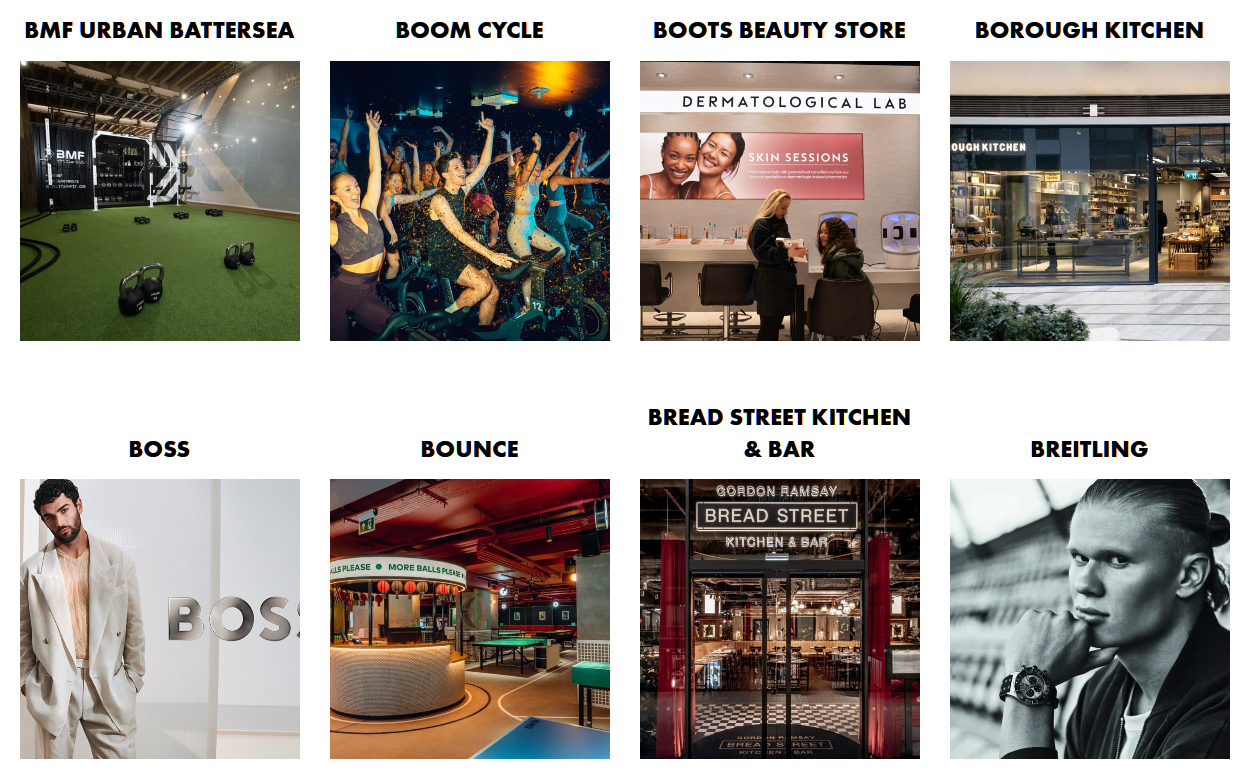 BMF URBAN BATTERSEA
BOOM CYCLE
BOOTS BEAUTY STORE
BOROUGH KITCHEN
BMF
12
DERMATOLOGICAL LAB
SKIN SESSIONS
OUGH KITCHEN
BOSS
BOUNCE
BREAD STREET KITCHEN
& BAR
BREITLING
BOSS
ALLS PLEASE • MORE BALLS PLEASE
GORDON RAMSAY
BREAD STREET
KITCHEN & BAR
GORDON RAMSAY
BREAD STREET
KITCHEN & BAR